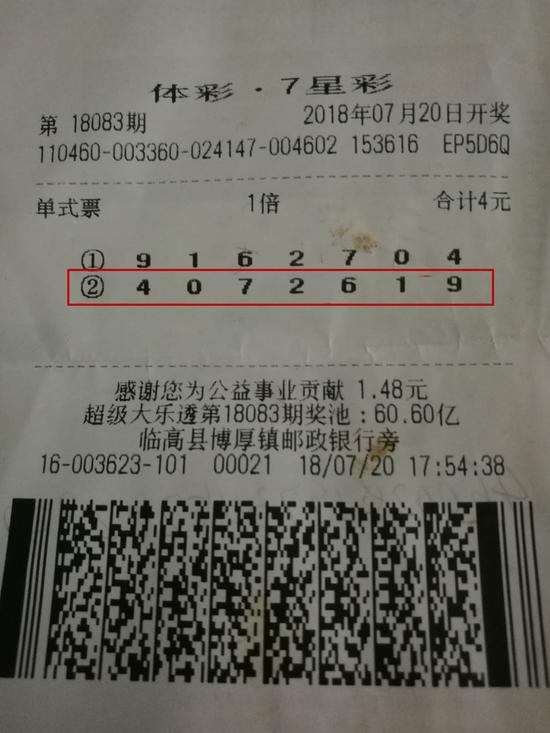 体彩·7星彩
第 18083期 2018年07月20日开奖
110460-003360-024147-004602 153616 EP5D6Q
单式票 1倍 合计4元
① 9 1 6 2 7 0 4
② 4 0 7 2 6 1 9
感谢您为公益事业贡献 1.48元
超级大乐透第18083期奖池:60.60亿
临高县博厚镇邮政银行旁
16-003623-101 00021 18/07/20 17:54:38